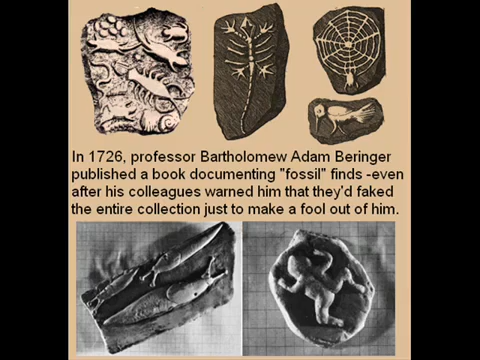 In 1726, professor Bartholomew Adam Beringer
published a book documenting "fossil" finds -even
after his colleagues warned him that they'd faked
the entire collection just to make a fool out of him.